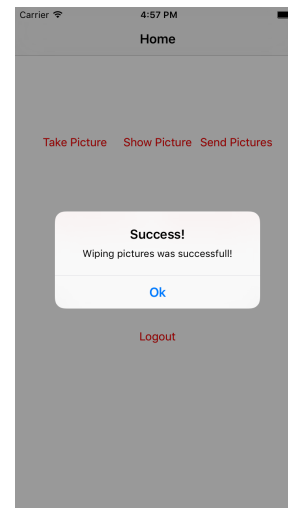 Carrier 4:57 PM
Home
Take Picture Show Picture Send Pictures
Success!
Wiping pictures was successfull!
Ok
Logout